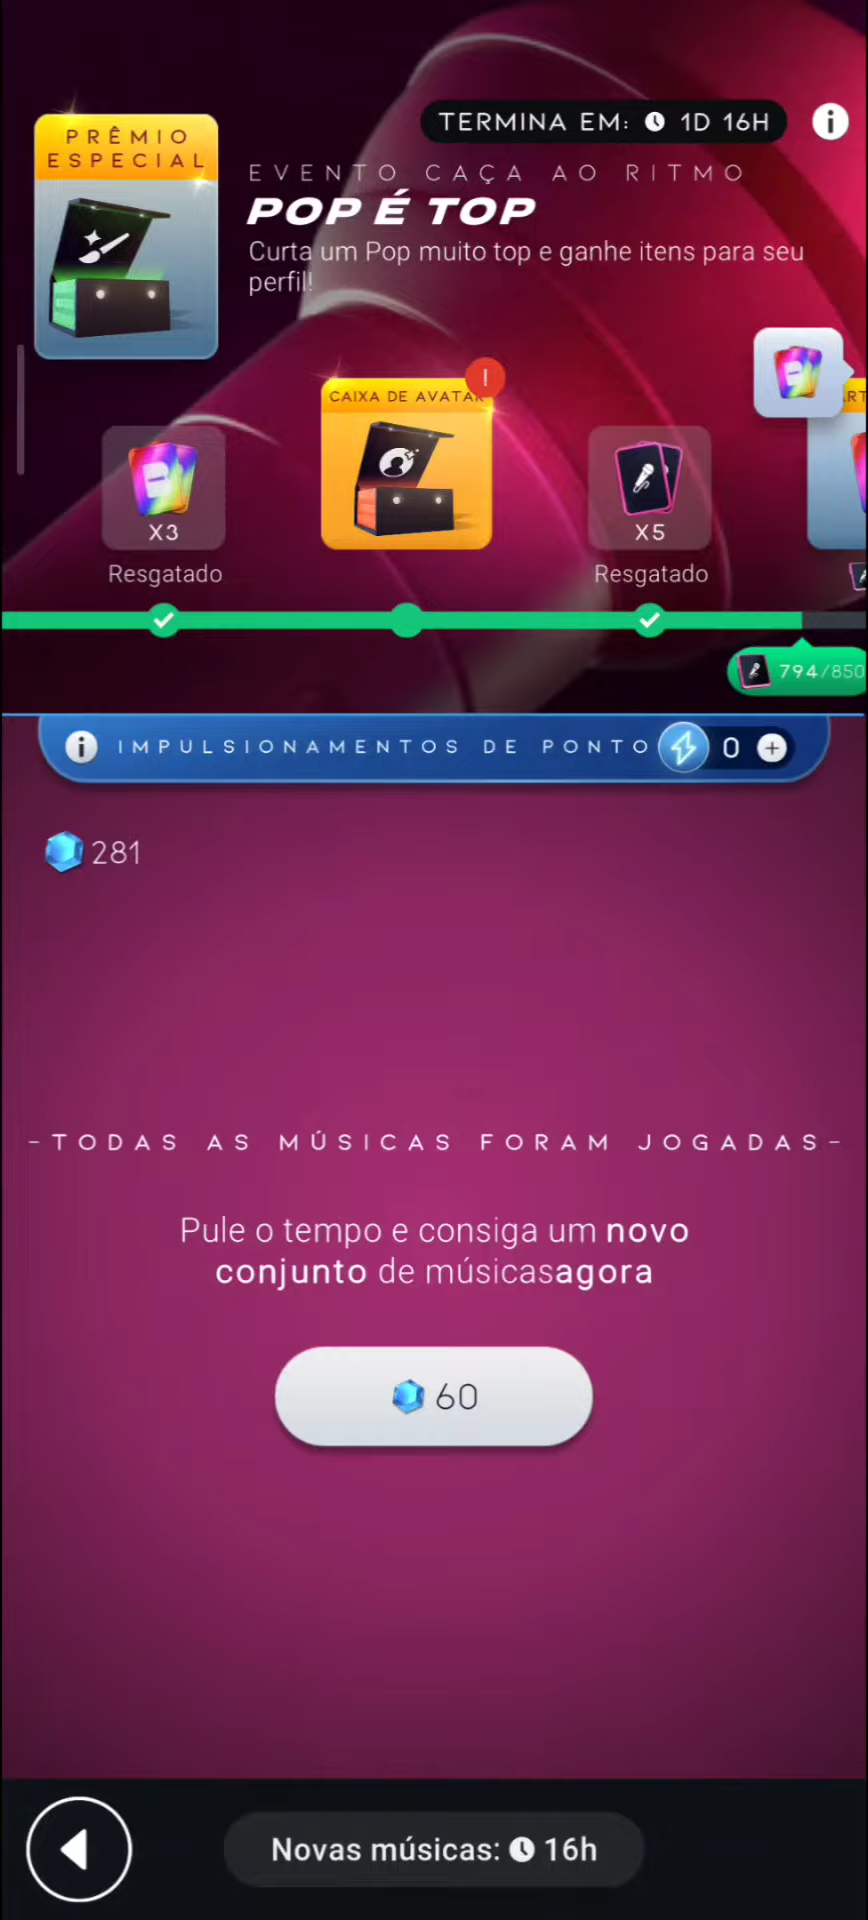 PRÊMIO
ESPECIAL
TERMINA EM: 1D 16H
EVENTO CAÇA AO RITMO
POP É TOP
Curta um Pop muito top e ganhe itens para seu
perfil!
CAIXA DE AVATAR
!
X3
X5
Resgatado
Resgatado
794/850
IMPULSIONAMENTOS DE PONTO
0
281
-TODAS AS MÚSICAS FORAM JOGADAS-
Pule o tempo e consiga um novo
conjunto de músicasagora
60
Novas músicas: 16h